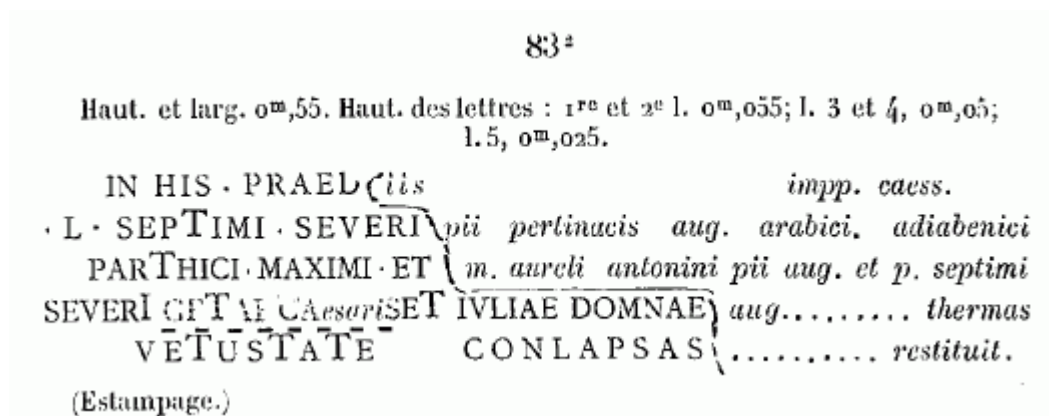 83²
Haut. et larg. 0ᵐ,55. Haut. des lettres : 1ʳᵉ et 2ᵉ l. 0ᵐ,055; l. 3 et 4, 0ᵐ,05;
l. 5, 0ᵐ,025.
IN HIS · PRAEL iis impp. caess.
· L · SEPTIMI · SEVERI pii pertinacis aug. arabici. adiabenici
PARTHICI · MAXIMI · ET m. aureli antonini pii aug. et p. septimi
SEVERI GETAE CAesariSET IVLIAE DOMNAE aug......... thermas
VETUSTATE CONLAPSAS .......... restituit.
(Estampage.)